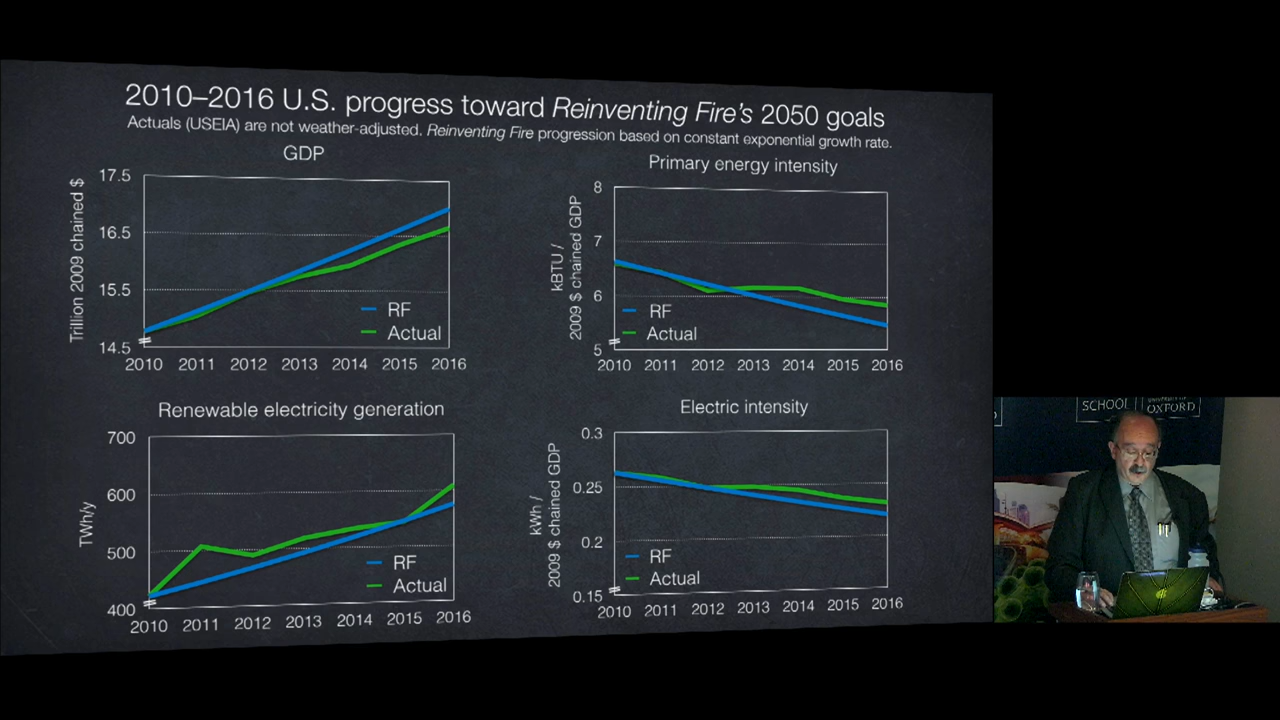 2010–2016 U.S. progress toward Reinventing Fire's 2050 goals
Actuals (USEIA) are not weather-adjusted. Reinventing Fire progression based on constant exponential growth rate.
GDP
Trillion 2009 chained $
17.5
16.5
15.5
14.5
RF
Actual
2010 2011 2012 2013 2014 2015 2016
Primary energy intensity
kBTU /
2009 $ chained GDP
8
7
6
5
RF
Actual
2010 2011 2012 2013 2014 2015 2016
Renewable electricity generation
TWh/y
700
600
500
400
RF
Actual
2010 2011 2012 2013 2014 2015 2016
Electric intensity
kWh /
2009 $ chained GDP
0.3
0.25
0.2
0.15
RF
Actual
2010 2011 2012 2013 2014 2015 2016
SCHOOL
OXFORD